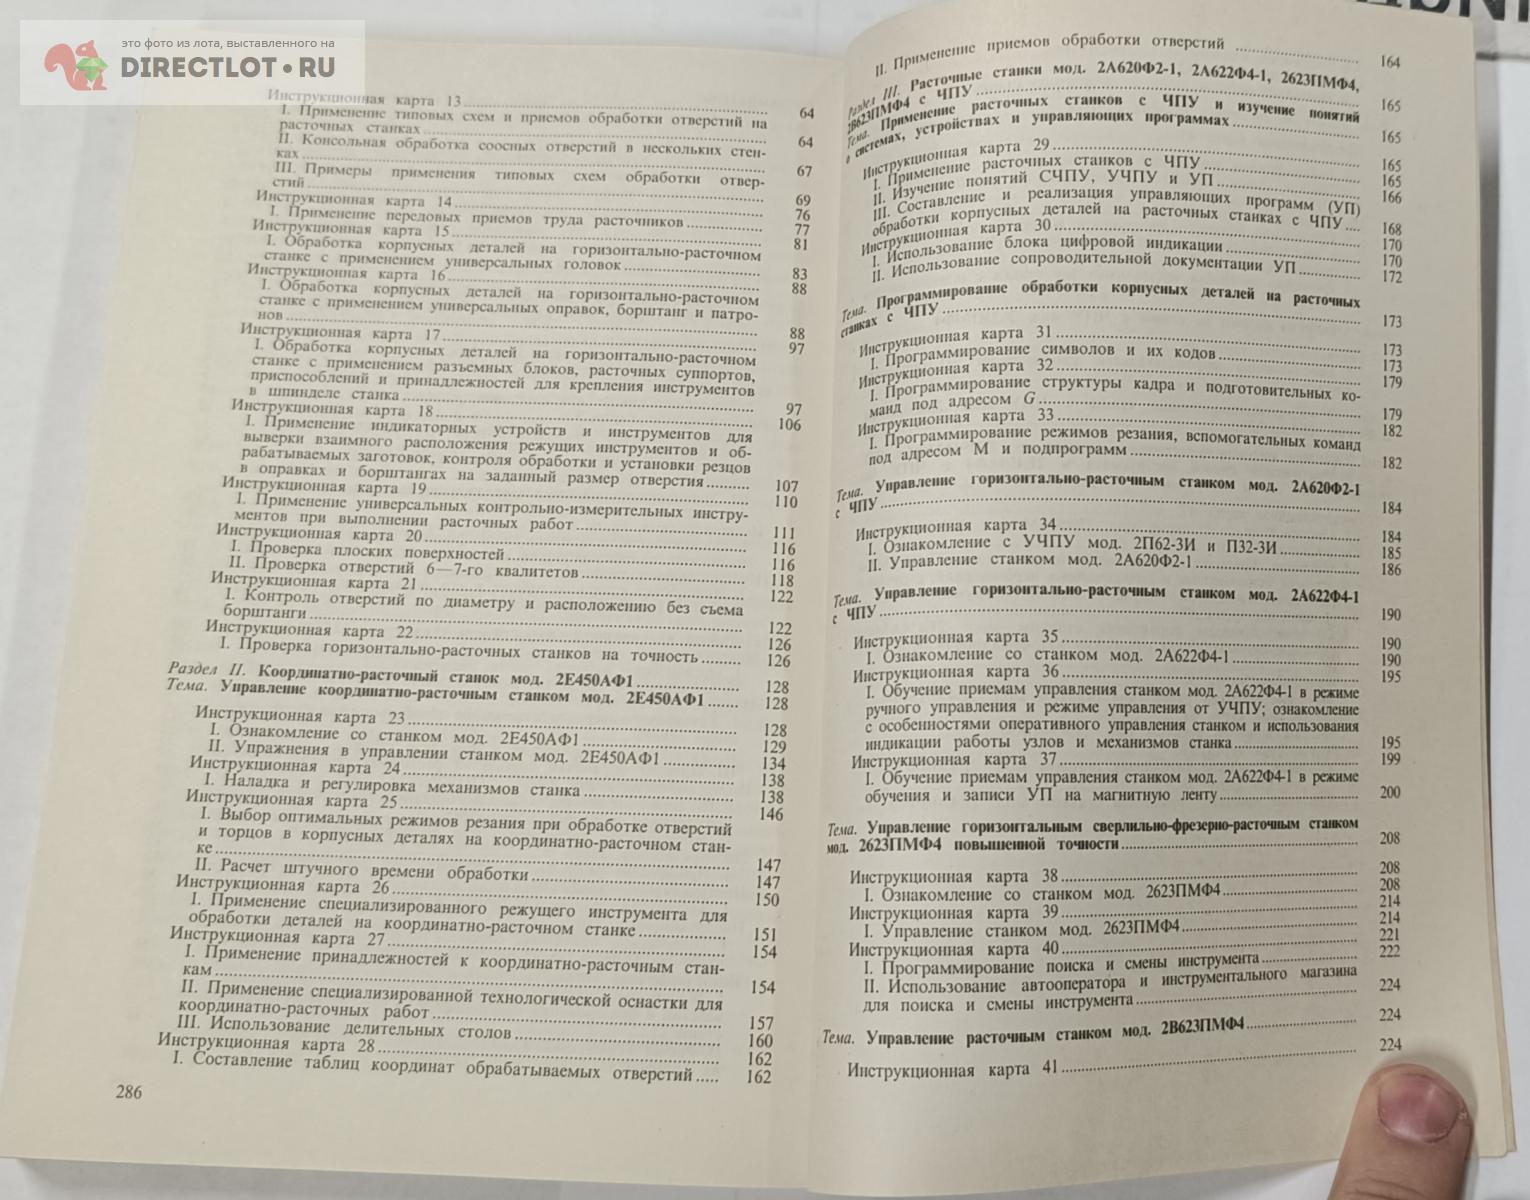 это фото из лота, выставленного на
DIRECTLOT•RU
Инструкционная карта 13 64
I. Применение типовых схем и приемов обработки отверстий на
расточных станках 64
II. Консольная обработка соосных отверстий в нескольких стен-
ках 67
III. Примеры применения типовых схем обработки отвер-
стий 69
Инструкционная карта 14 76
I. Применение передовых приемов труда расточников 77
Инструкционная карта 15 81
I. Обработка корпусных деталей на горизонтально-расточном
станке с применением универсальных головок 83
Инструкционная карта 16 88
I. Обработка корпусных деталей на горизонтально-расточном
станке с применением универсальных оправок, борштанг и патро-
нов 88
Инструкционная карта 17 97
I. Обработка корпусных деталей на горизонтально-расточном
станке с применением разъемных блоков, расточных суппортов,
приспособлений и принадлежностей для крепления инструментов
в шпинделе станка 97
Инструкционная карта 18 106
I. Применение индикаторных устройств и инструментов для
выверки взаимного расположения режущих инструментов и об-
рабатываемых заготовок, контроля обработки и установки резцов
в оправках и борштангах на заданный размер отверстия 107
Инструкционная карта 19 110
I. Применение универсальных контрольно-измерительных инстру-
ментов при выполнении расточных работ 111
Инструкционная карта 20 116
I. Проверка плоских поверхностей 116
II. Проверка отверстий 6—7-го квалитетов 118
Инструкционная карта 21 122
I. Контроль отверстий по диаметру и расположению без съема
борштанги 122
Инструкционная карта 22 126
I. Проверка горизонтально-расточных станков на точность 126
Раздел II. Координатно-расточный станок мод. 2Е450АФ1 128
Тема. Управление координатно-расточным станком мод. 2Е450АФ1 128
Инструкционная карта 23 128
I. Ознакомление со станком мод. 2Е450АФ1 129
II. Упражнения в управлении станком мод. 2Е450АФ1 134
Инструкционная карта 24 138
I. Наладка и регулировка механизмов станка 138
Инструкционная карта 25 146
I. Выбор оптимальных режимов резания при обработке отверстий
и торцов в корпусных деталях на координатно-расточном стан-
ке 147
II. Расчет штучного времени обработки 147
Инструкционная карта 26 150
I. Применение специализированного режущего инструмента для
обработки деталей на координатно-расточном станке 151
Инструкционная карта 27 154
I. Применение принадлежностей к координатно-расточным стан-
кам 154
II. Применение специализированной технологической оснастки для
координатно-расточных работ 157
III. Использование делительных столов 160
Инструкционная карта 28 162
I. Составление таблиц координат обрабатываемых отверстий 162
286
II. Применение приемов обработки отверстий 164
Раздел III. Расточные станки мод. 2А620Ф2-1, 2А622Ф4-1, 2623ПМФ4,
2В623ПМФ4 с ЧПУ 165
Тема. Применение расточных станков с ЧПУ и изучение понятий
о системах, устройствах и управляющих программах 165
Инструкционная карта 29 165
I. Применение расточных станков с ЧПУ 165
II. Изучение понятий СЧПУ, УЧПУ и УП 166
III. Составление и реализация управляющих программ (УП)
обработки корпусных деталей на расточных станках с ЧПУ 168
Инструкционная карта 30 170
I. Использование блока цифровой индикации 170
II. Использование сопроводительной документации УП 172
Тема. Программирование обработки корпусных деталей на расточных
станках с ЧПУ 173
Инструкционная карта 31 173
I. Программирование символов и их кодов 173
Инструкционная карта 32 179
I. Программирование структуры кадра и подготовительных ко-
манд под адресом G 179
Инструкционная карта 33 182
I. Программирование режимов резания, вспомогательных команд
под адресом М и подпрограмм 182
Тема. Управление горизонтально-расточным станком мод. 2А620Ф2-1
с ЧПУ 184
Инструкционная карта 34 184
I. Ознакомление с УЧПУ мод. 2П62-3И и П32-3И 185
II. Управление станком мод. 2А620Ф2-1 186
Тема. Управление горизонтально-расточным станком мод. 2А622Ф4-1
с ЧПУ 190
Инструкционная карта 35 190
I. Ознакомление со станком мод. 2А622Ф4-1 190
Инструкционная карта 36 195
I. Обучение приемам управления станком мод. 2А622Ф4-1 в режиме
ручного управления и режиме управления от УЧПУ; ознакомление
с особенностями оперативного управления станком и использования
индикации работы узлов и механизмов станка 195
Инструкционная карта 37 199
I. Обучение приемам управления станком мод. 2А622Ф4-1 в режиме
обучения и записи УП на магнитную ленту 200
Тема. Управление горизонтальным сверлильно-фрезерно-расточным станком
мод. 2623ПМФ4 повышенной точности 208
Инструкционная карта 38 208
I. Ознакомление со станком мод. 2623ПМФ4 208
Инструкционная карта 39 214
I. Управление станком мод. 2623ПМФ4 214
Инструкционная карта 40 221
I. Программирование поиска и смены инструмента 222
II. Использование автооператора и инструментального магазина
для поиска и смены инструмента 224
Тема. Управление расточным станком мод. 2В623ПМФ4 224
Инструкционная карта 41 224